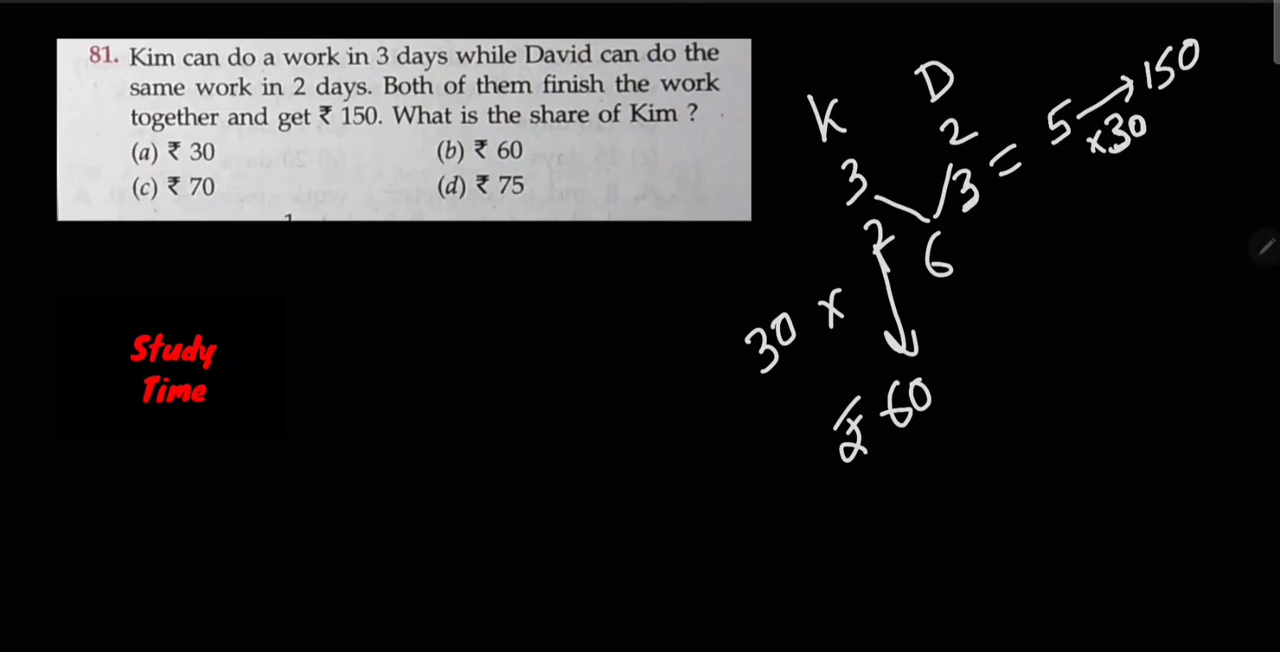 81. Kim can do a work in 3 days while David can do the
same work in 2 days. Both of them finish the work
together and get ₹ 150. What is the share of Kim ?
(a) ₹ 30 (b) ₹ 60
(c) ₹ 70 (d) ₹ 75
Study
Time
K D
3 2
2 3 = 5 → 150
×30
6
30 ×
₹ 60